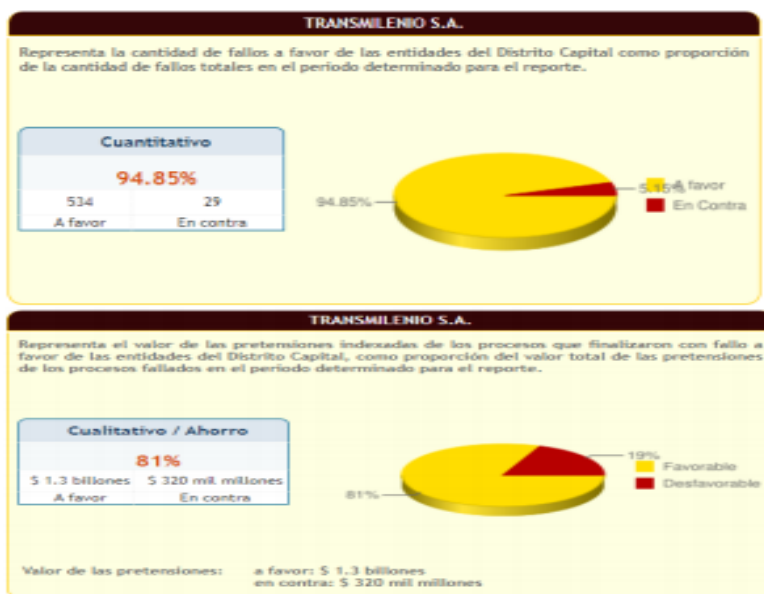 TRANSMILENIO S.A.
Representa la cantidad de fallos a favor de las entidades del Distrito Capital como proporción
de la cantidad de fallos totales en el periodo determinado para el reporte.
Cuantitativo
94.85%
534 29
A favor En contra
94.85%
5.15%
A favor
En Contra
TRANSMILENIO S.A.
Representa el valor de las pretensiones indexadas de los procesos que finalizaron con fallo a
favor de las entidades del Distrito Capital, como proporción del valor total de las pretensiones
de los procesos fallados en el periodo determinado para el reporte.
Cualitativo / Ahorro
81%
$ 1.3 billones $ 320 mil millones
A favor En contra
81%
19%
Favorable
Desfavorable
Valor de las pretensiones: a favor: $ 1.3 billones
en contra: $ 320 mil millones